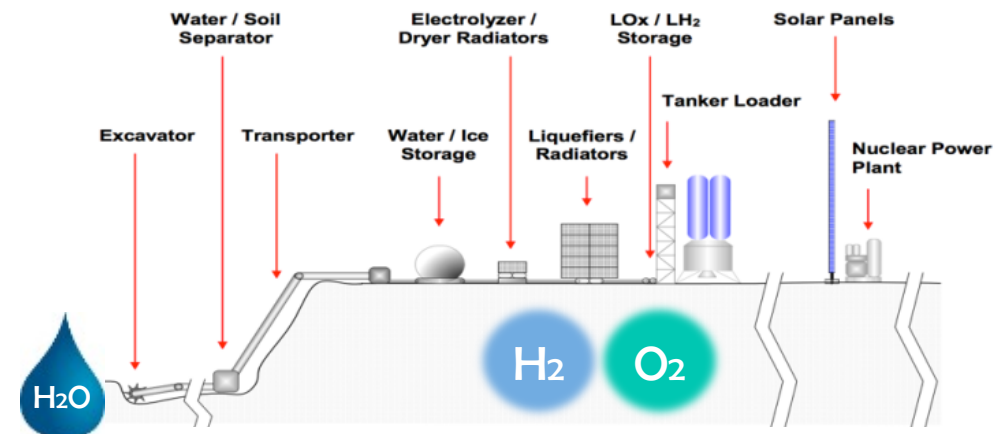 Water / Soil
Separator
Electrolyzer /
Dryer Radiators
LOx / LH₂
Storage
Solar Panels
Tanker Loader
Excavator
Transporter
Water / Ice
Storage
Liquefiers /
Radiators
Nuclear Power
Plant
H₂O
H₂
O₂